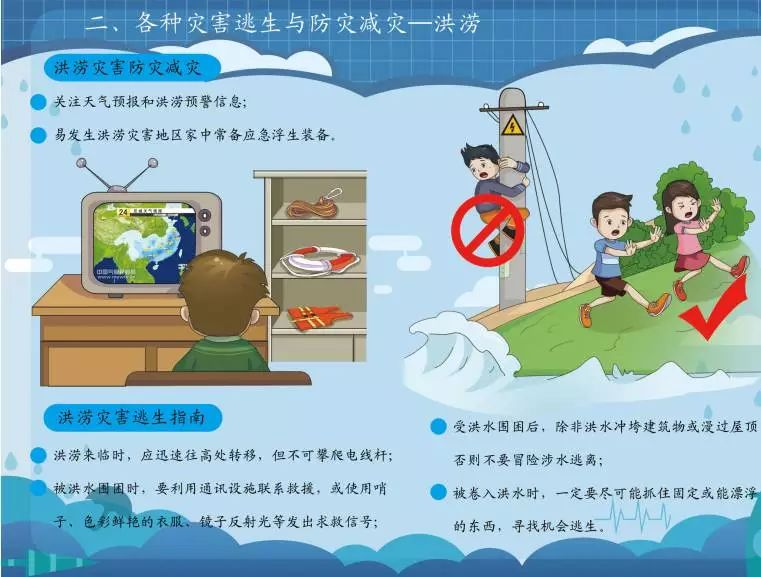 二、各种灾害逃生与防灾减灾—洪涝
洪涝灾害防灾减灾
关注天气预报和洪涝预警信息;
易发生洪涝灾害地区家中常备应急浮生装备。
24
中国气象局
洪涝灾害逃生指南
洪涝来临时，应迅速往高处转移，但不可攀爬电线杆;
被洪水围困时，要利用通讯设施联系救援，或使用哨
子、色彩鲜艳的衣服、镜子反射光等发出求救信号;
受洪水围困后，除非洪水冲垮建筑物或漫过屋顶
否则不要冒险涉水逃离;
被卷入洪水时，一定要尽可能抓住固定或能漂浮
的东西，寻找机会逃生。